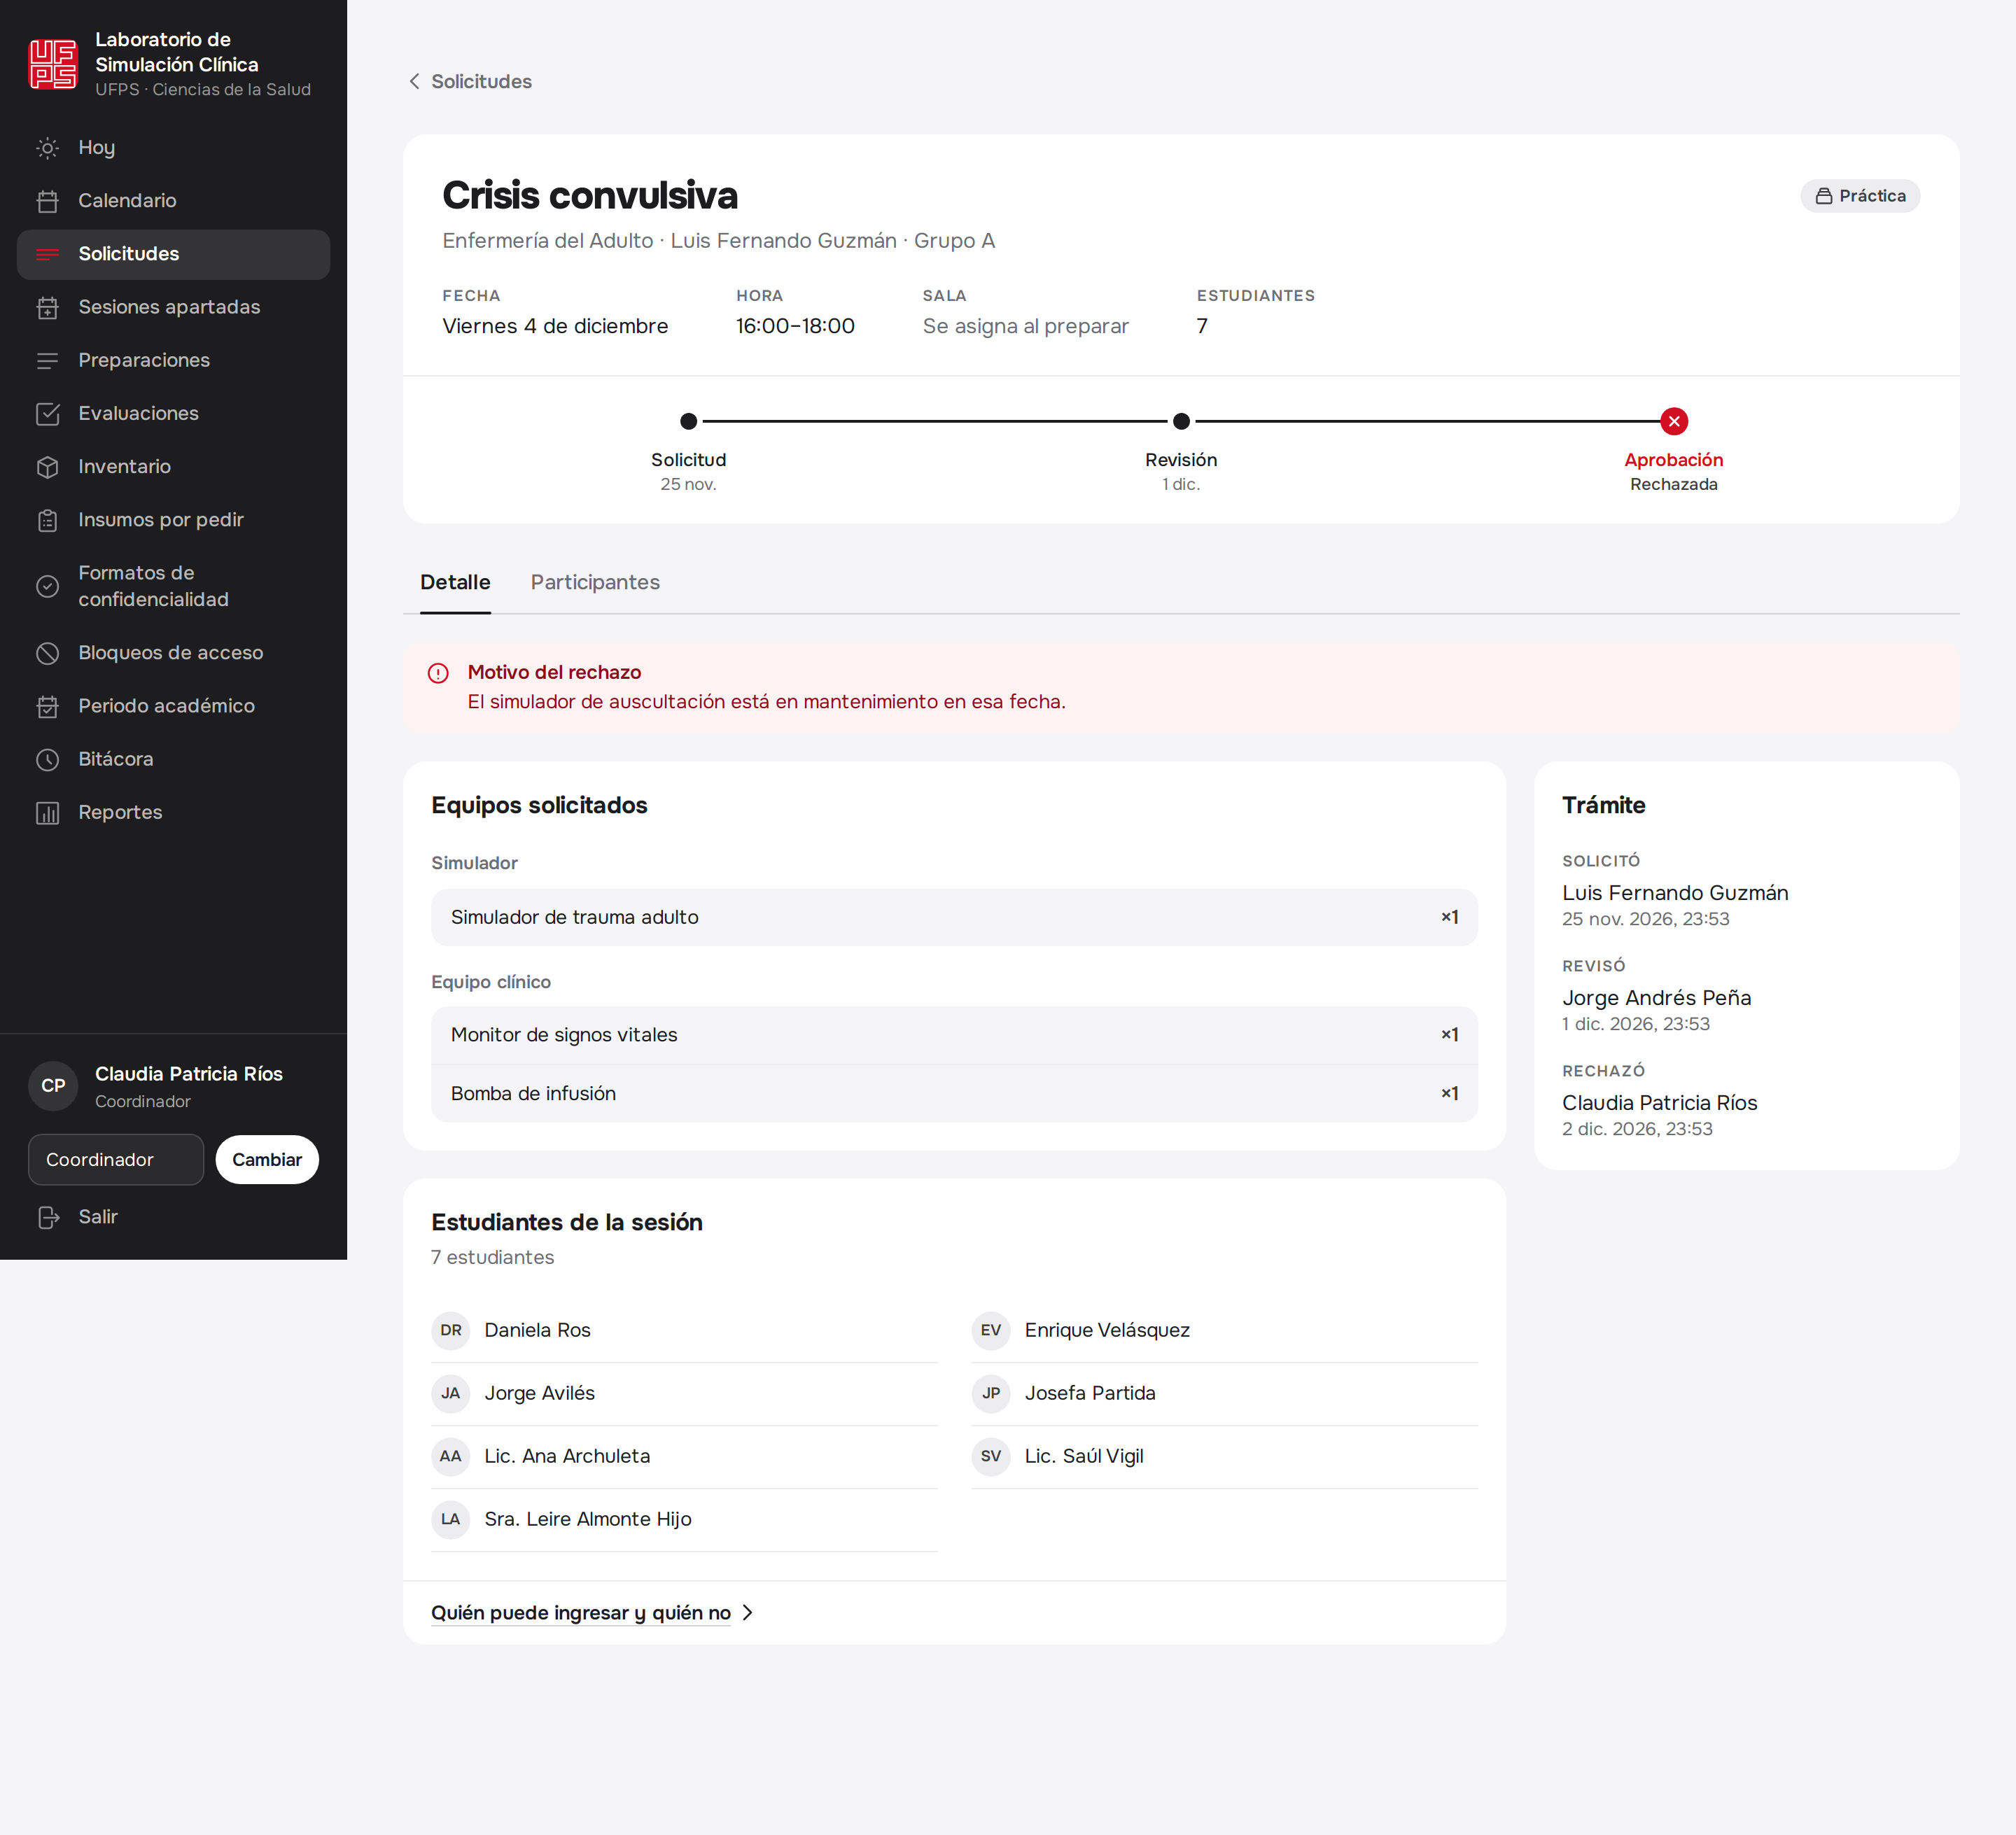 UFPS
Laboratorio de
Simulación Clínica
UFPS · Ciencias de la Salud
Hoy
Calendario
Solicitudes
Sesiones apartadas
Preparaciones
Evaluaciones
Inventario
Insumos por pedir
Formatos de
confidencialidad
Bloqueos de acceso
Periodo académico
Bitácora
Reportes
CP
Claudia Patricia Ríos
Coordinador
Coordinador
Cambiar
Salir
Solicitudes
Crisis convulsiva
Práctica
Enfermería del Adulto · Luis Fernando Guzmán · Grupo A
FECHA
Viernes 4 de diciembre
HORA
16:00–18:00
SALA
Se asigna al preparar
ESTUDIANTES
7
Solicitud
25 nov.
Revisión
1 dic.
Aprobación
Rechazada
Detalle
Participantes
Motivo del rechazo
El simulador de auscultación está en mantenimiento en esa fecha.
Equipos solicitados
Simulador
Simulador de trauma adulto ×1
Equipo clínico
Monitor de signos vitales ×1
Bomba de infusión ×1
Trámite
SOLICITÓ
Luis Fernando Guzmán
25 nov. 2026, 23:53
REVISÓ
Jorge Andrés Peña
1 dic. 2026, 23:53
RECHAZÓ
Claudia Patricia Ríos
2 dic. 2026, 23:53
Estudiantes de la sesión
7 estudiantes
DR Daniela Ros
EV Enrique Velásquez
JA Jorge Avilés
JP Josefa Partida
AA Lic. Ana Archuleta
SV Lic. Saúl Vigil
LA Sra. Leire Almonte Hijo
Quién puede ingresar y quién no